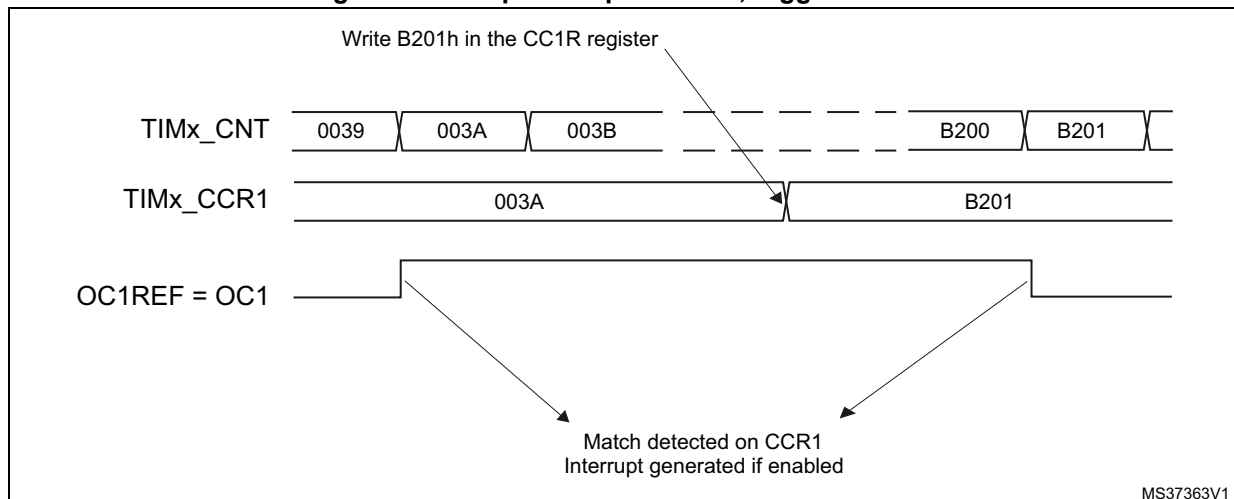 Write B201h in the CC1R register
TIMx_CNT 0039 003A 003B B200 B201
TIMx_CCR1 003A B201
OC1REF = OC1
Match detected on CCR1
Interrupt generated if enabled
MS37363V1